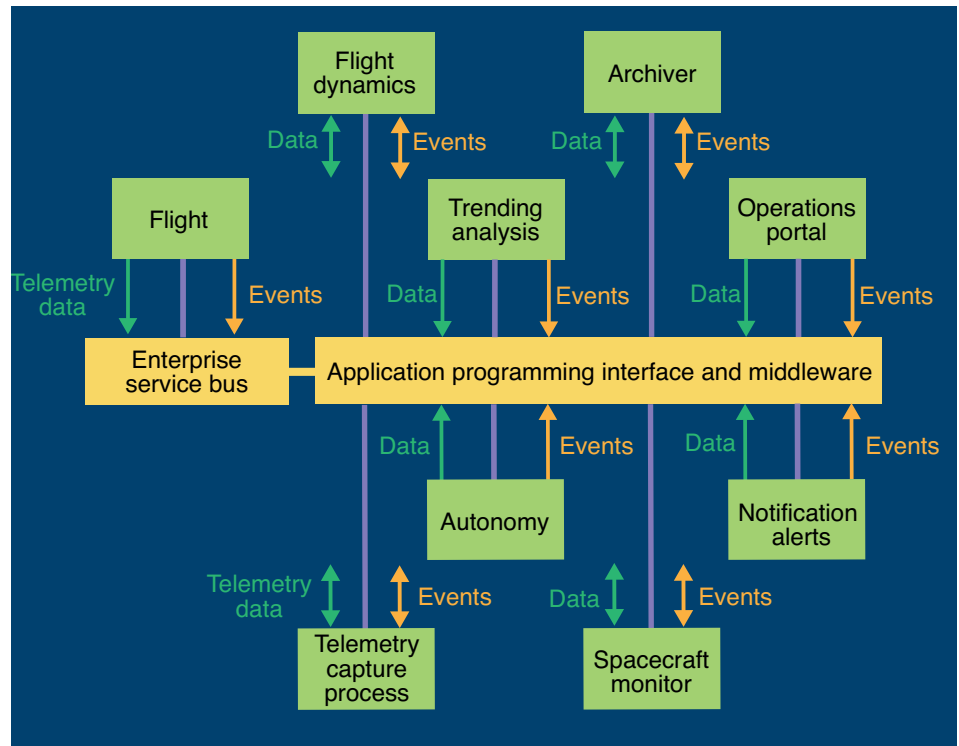 Flight
dynamics
Archiver
Data
Events
Data
Events
Flight
Trending
analysis
Operations
portal
Telemetry
data
Events
Data
Events
Data
Events
Enterprise
service bus
Application programming interface and middleware
Data
Events
Data
Events
Autonomy
Notification
alerts
Telemetry
data
Events
Data
Events
Telemetry
capture
process
Spacecraft
monitor